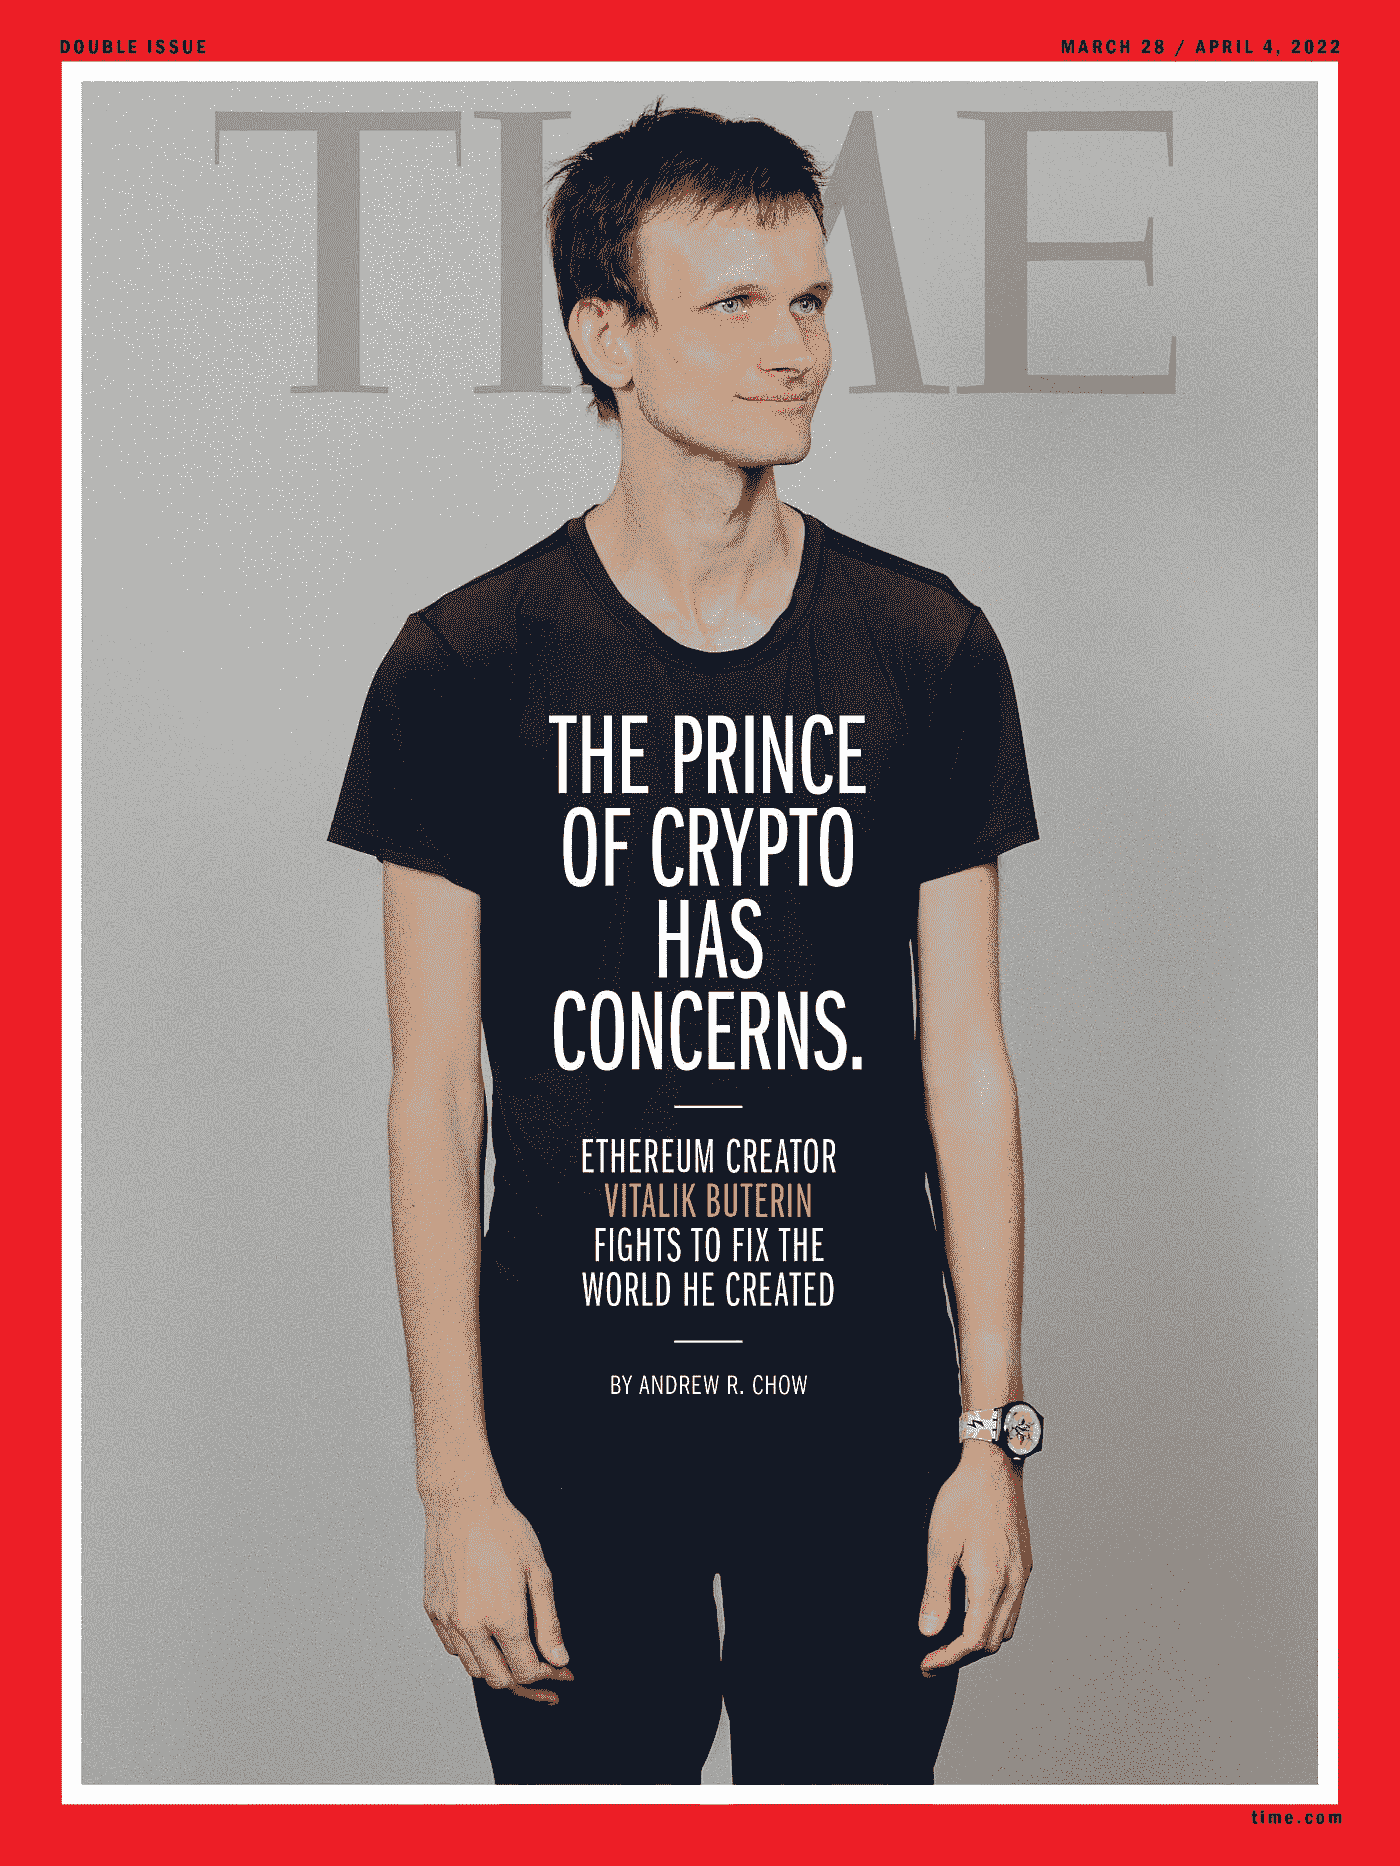 DOUBLE ISSUE
MARCH 28 / APRIL 4, 2022
TIME
THE PRINCE
OF CRYPTO
HAS
CONCERNS.
ETHEREUM CREATOR
VITALIK BUTERIN
FIGHTS TO FIX THE
WORLD HE CREATED
BY ANDREW R. CHOW
time.com